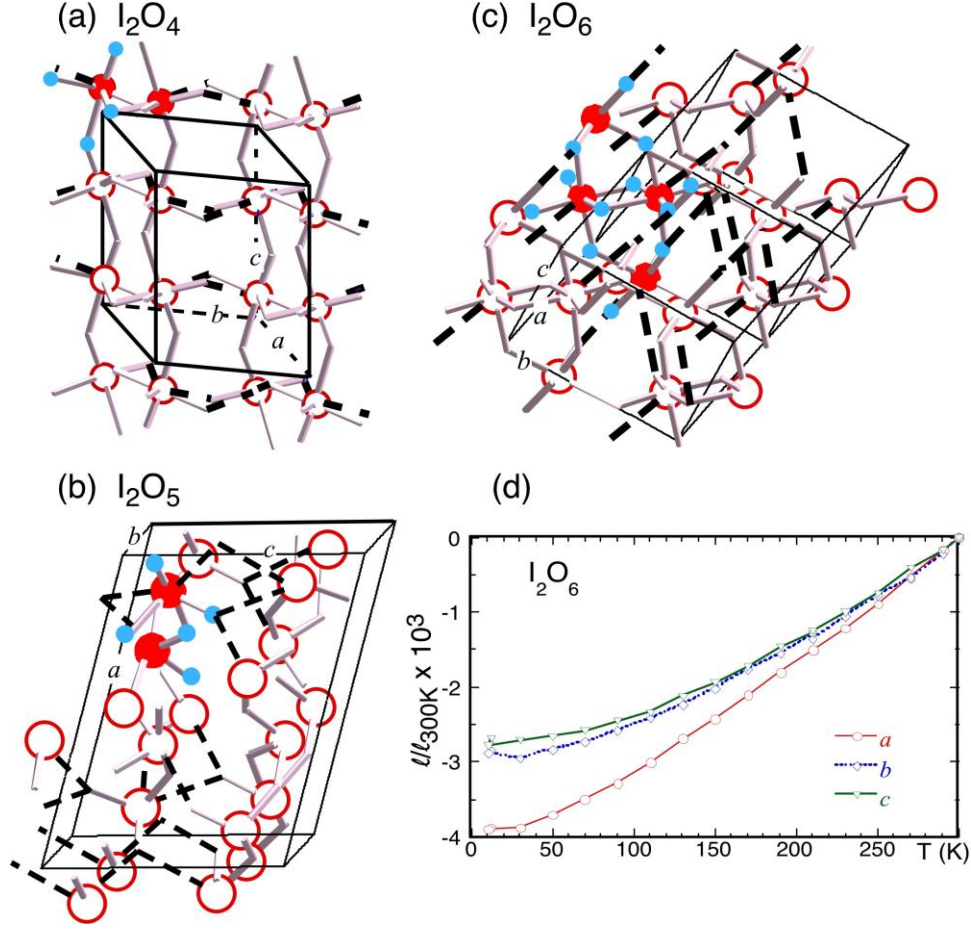 (a) I₂O₄
c
b
a
(c) I₂O₆
c
a
b
(b) I₂O₅
b
c
a
(d)
I₂O₆
ℓ/ℓ300K x 10³
0
-1
-2
-3
-4
a
b
c
0 50 100 150 200 250 T (K)